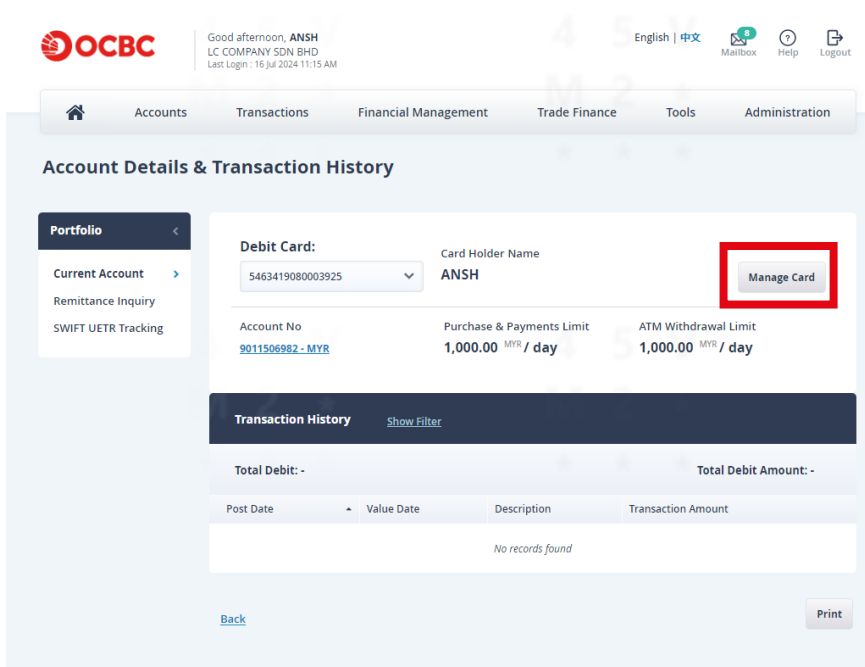 OCBC
Good afternoon, ANSH
LC COMPANY SDN BHD
Last Login : 16 Jul 2024 11:15 AM
English | 中文
8
Mailbox
Help
Logout
Accounts Transactions Financial Management Trade Finance Tools Administration
Account Details & Transaction History
Portfolio
Current Account
Remittance Inquiry
SWIFT UETR Tracking
Debit Card:
5463419080003925
Card Holder Name
ANSH
Manage Card
Account No
9011506982 - MYR
Purchase & Payments Limit
1,000.00 MYR / day
ATM Withdrawal Limit
1,000.00 MYR / day
Transaction History Show Filter
Total Debit: - Total Debit Amount: -
Post Date Value Date Description Transaction Amount
No records found
Back
Print